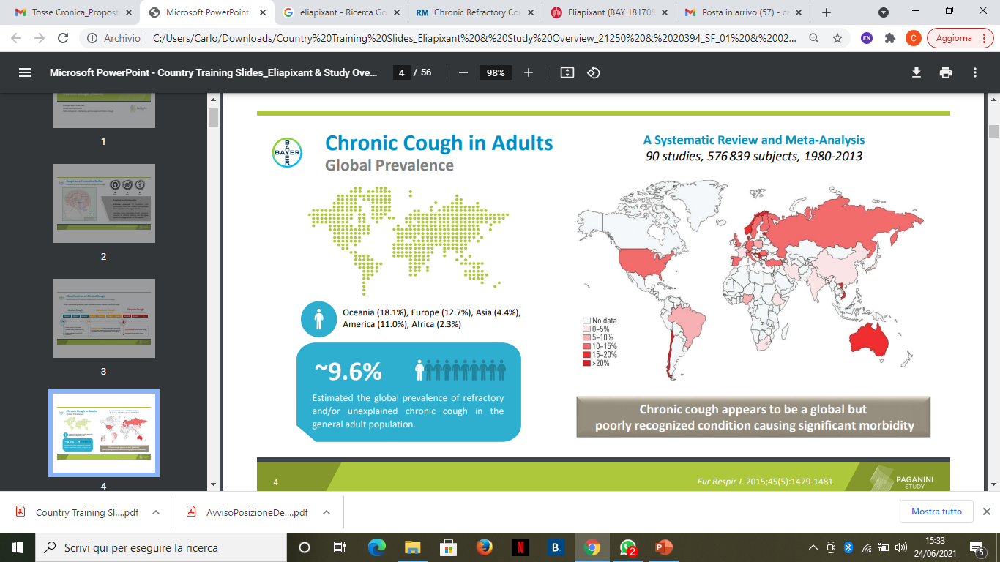 Tosse Cronica_Propost
Microsoft PowerPoint
eliapixant - Ricerca Go
Chronic Refractory Cou
Eliapixant (BAY 181708
Posta in arrivo (57) - ca
Archivio
C:/Users/Carlo/Downloads/Country%20Training%20Slides_Eliapixant%20&%20Study%20Overview_21250%20&%2020394_SF_01%20&%2002...
EN
C
Aggiorna
Microsoft PowerPoint - Country Training Slides_Eliapixant & Study Ove...
4 / 56
98%
1
2
3
4
BAYER
BAYER
Chronic Cough in Adults
Global Prevalence
A Systematic Review and Meta-Analysis
90 studies, 576 839 subjects, 1980-2013
Oceania (18.1%), Europe (12.7%), Asia (4.4%),
America (11.0%), Africa (2.3%)
~9.6%
Estimated the global prevalence of refractory
and/or unexplained chronic cough in the
general adult population.
No data
0–5%
5–10%
10–15%
15–20%
>20%
Chronic cough appears to be a global but
poorly recognized condition causing significant morbidity
4
Eur Respir J. 2015;45(5):1479-1481
PAGANINI
STUDY
Country Training Sl....pdf
AvvisoPosizioneDe....pdf
Mostra tutto
Scrivi qui per eseguire la ricerca
N
B.
2
15:33
24/06/2021
5